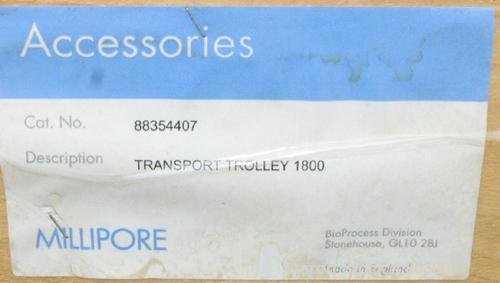 Accessories
Cat. No. 88354407
Description TRANSPORT TROLLEY 1800
MILLIPORE
BioProcess Division
Stonehouse, GL10 2BJ
Made in England